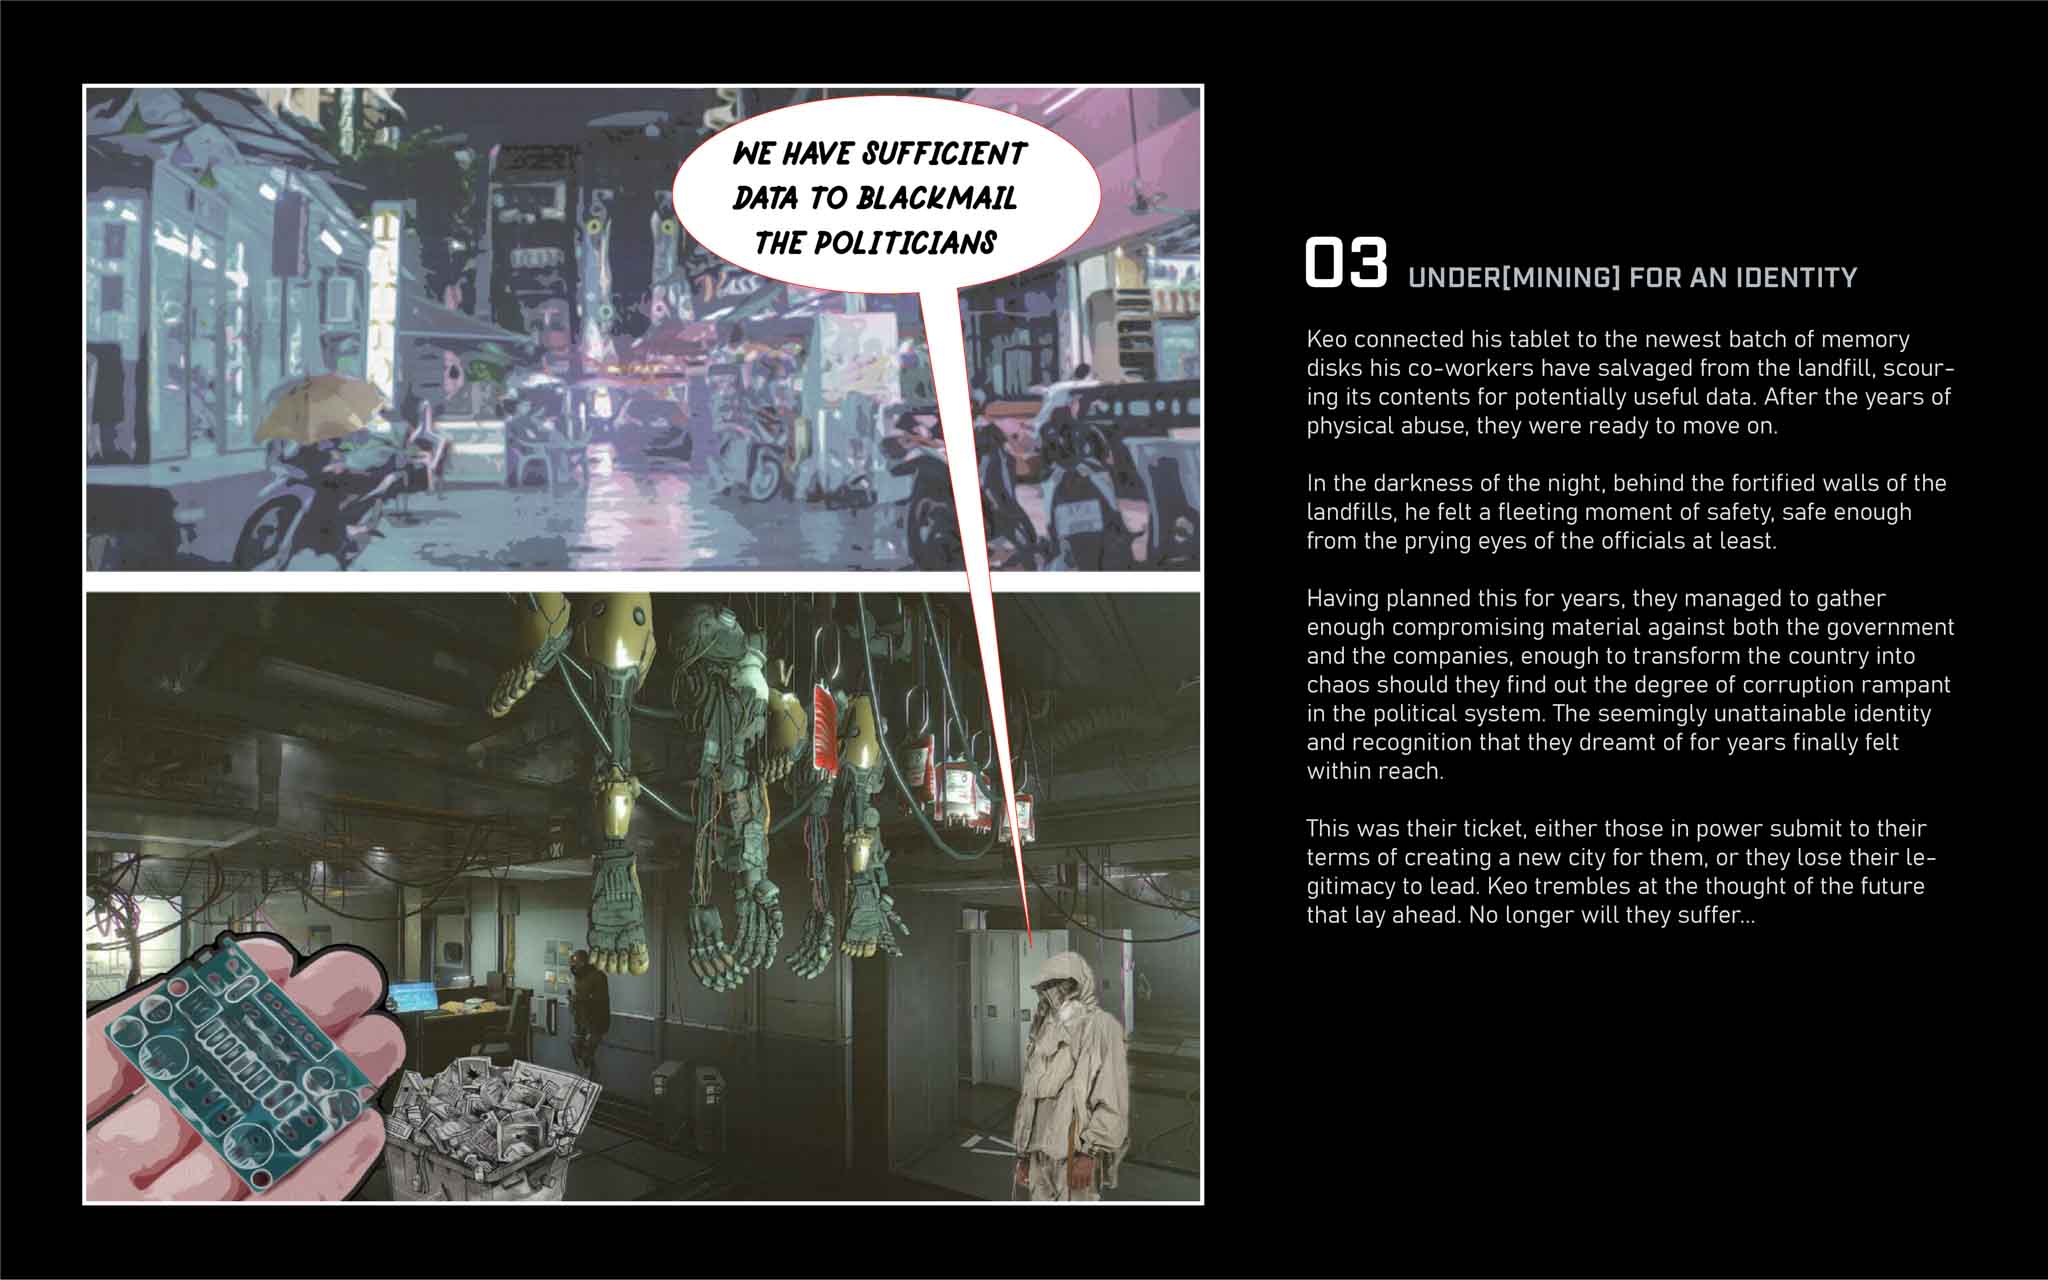 WE HAVE SUFFICIENT
DATA TO BLACKMAIL
THE POLITICIANS
03 UNDER[MINING] FOR AN IDENTITY
Keo connected his tablet to the newest batch of memory
disks his co-workers have salvaged from the landfill, scour-
ing its contents for potentially useful data. After the years of
physical abuse, they were ready to move on.
In the darkness of the night, behind the fortified walls of the
landfills, he felt a fleeting moment of safety, safe enough
from the prying eyes of the officials at least.
Having planned this for years, they managed to gather
enough compromising material against both the government
and the companies, enough to transform the country into
chaos should they find out the degree of corruption rampant
in the political system. The seemingly unattainable identity
and recognition that they dreamt of for years finally felt
within reach.
This was their ticket, either those in power submit to their
terms of creating a new city for them, or they lose their le-
gitimacy to lead. Keo trembles at the thought of the future
that lay ahead. No longer will they suffer...